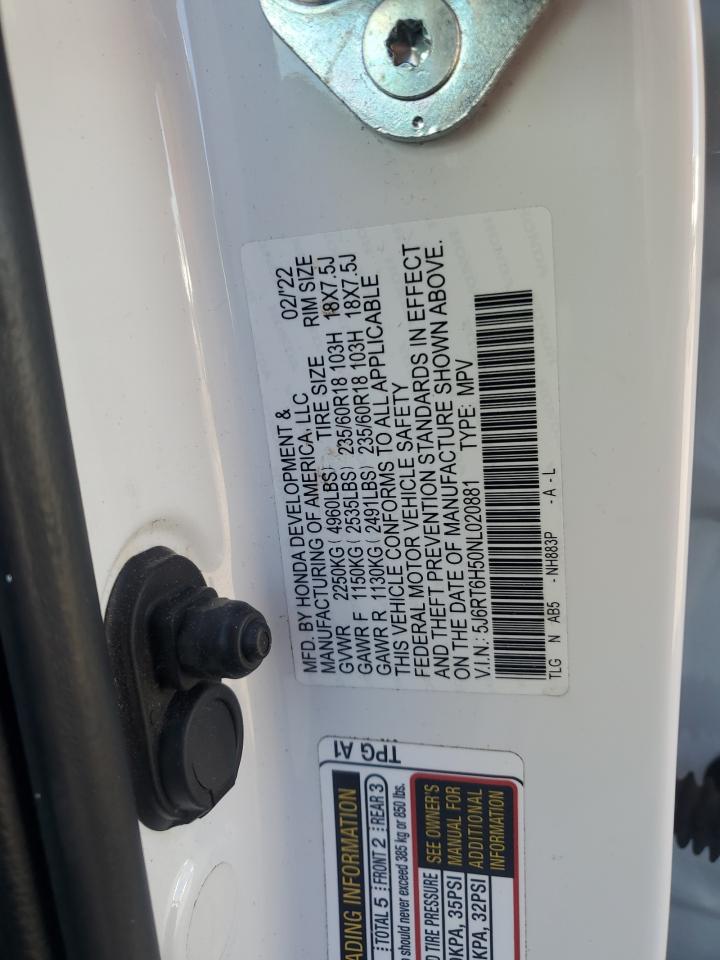 MFD. BY HONDA DEVELOPMENT &
MANUFACTURING OF AMERICA, LLC 02/'22
TIRE SIZE RIM SIZE
GVWR 2250KG ( 4960LBS) 235/60R18 103H 18X7.5J
GAWR F 1150KG ( 2535LBS) 235/60R18 103H 18X7.5J
GAWR R 1130KG ( 2491LBS)
THIS VEHICLE CONFORMS TO ALL APPLICABLE
FEDERAL MOTOR VEHICLE SAFETY
AND THEFT PREVENTION STANDARDS IN EFFECT
ON THE DATE OF MANUFACTURE SHOWN ABOVE.
V.I.N.: 5J6RT6H50NL020881 TYPE: MPV
TLG N AB5 - NH883P - A - L
TPG A1
ADING INFORMATION
TOTAL 5 FRONT 2 REAR 3
should never exceed 385 kg or 850 lbs.
TIRE PRESSURE
KPA, 35PSI
KPA, 32PSI
SEE OWNER'S
MANUAL FOR
ADDITIONAL
INFORMATION